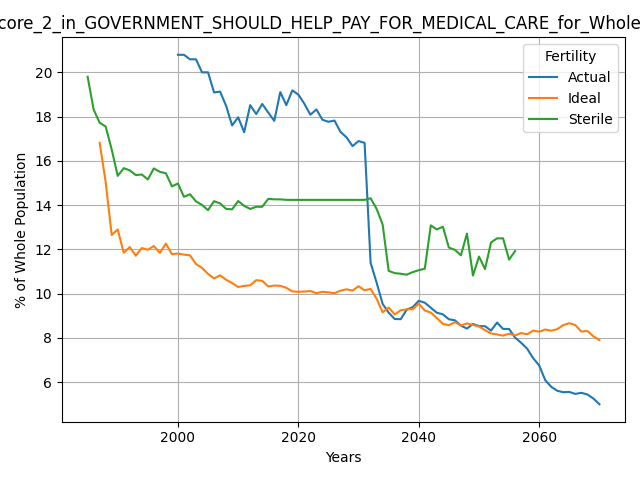 core_2_in_GOVERNMENT_SHOULD_HELP_PAY_FOR_MEDICAL_CARE_for_Whole
Fertility
Actual
Ideal
Sterile
% of Whole Population
20
18
16
14
12
10
8
6
2000
2020
2040
2060
Years